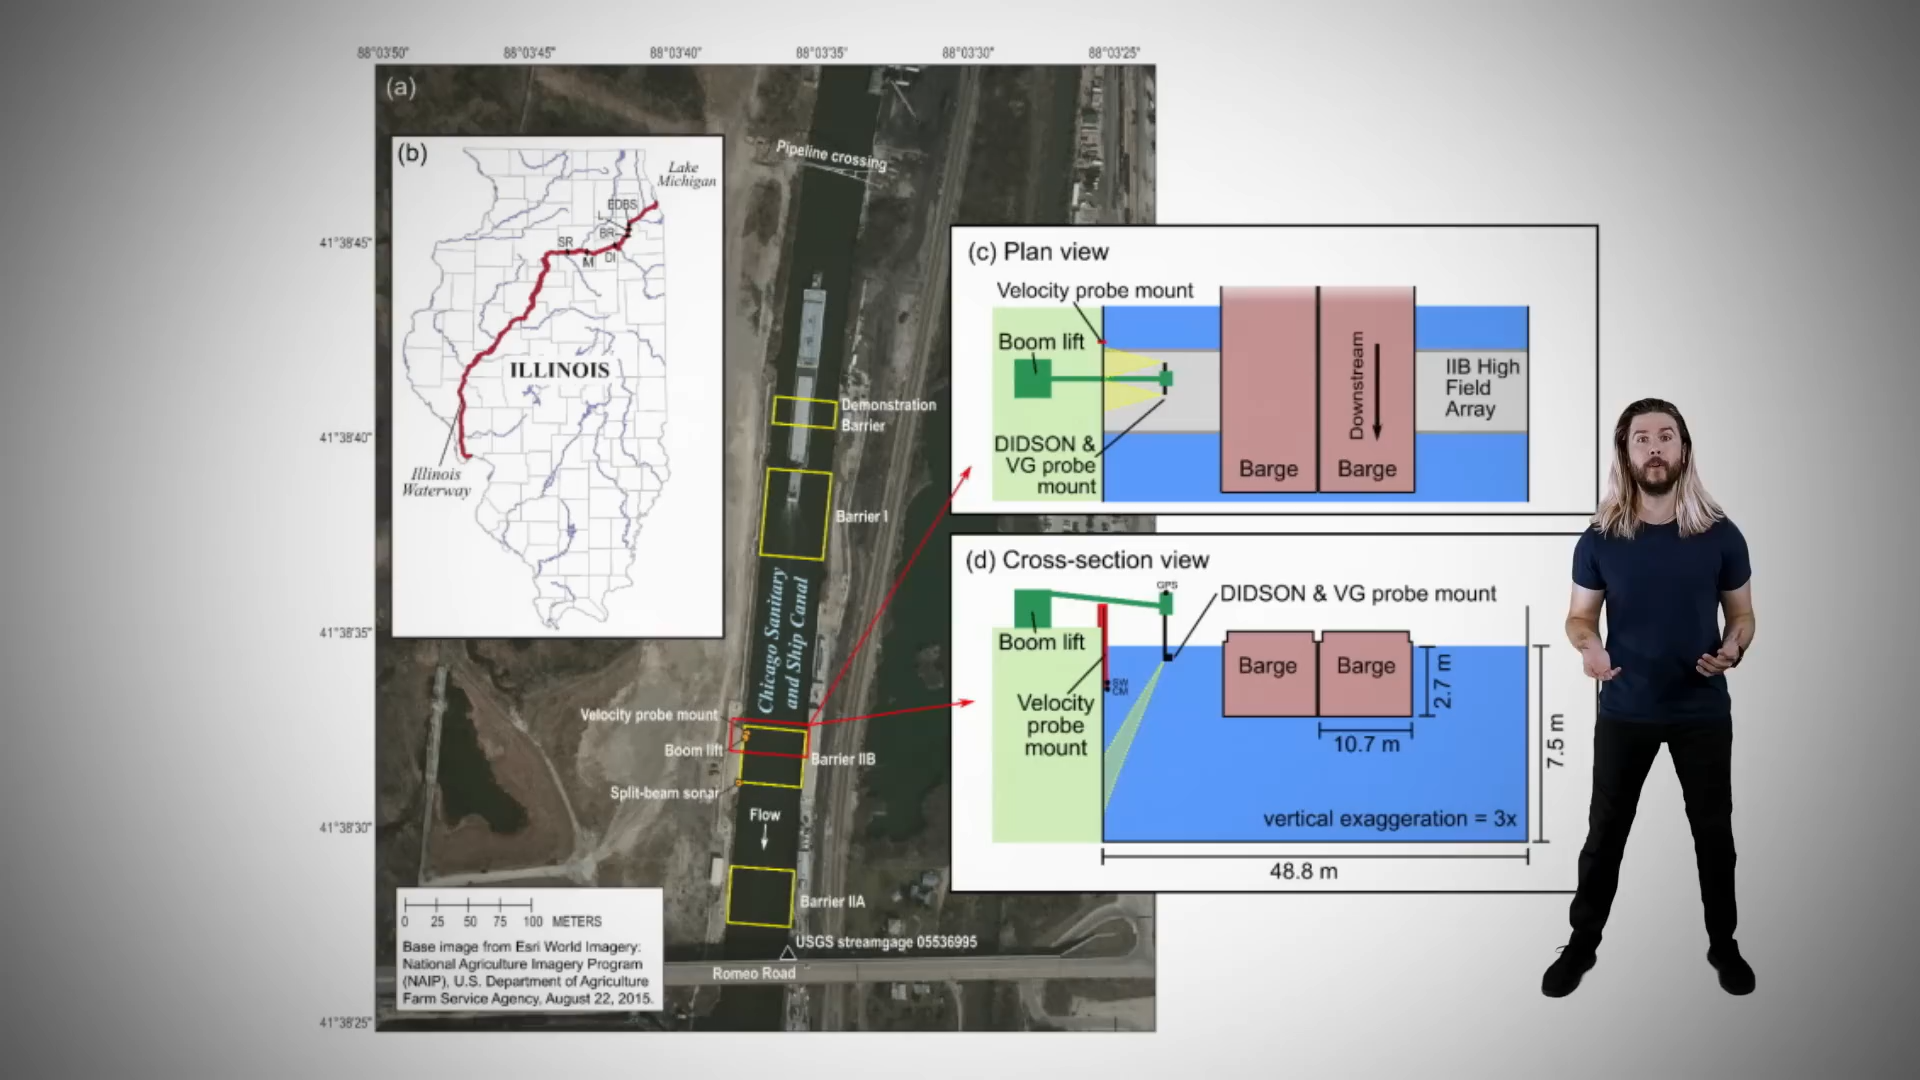 88°03'50"
88°03'45"
88°03'40"
88°03'35"
88°03'30"
88°03'25"
41°38'45"
41°38'40"
41°38'35"
41°38'30"
41°38'25"
(a)
Pipeline crossing
Demonstration
Barrier
Barrier I
Chicago Sanitary
and Ship Canal
Velocity probe mount
Boom lift
Barrier IIB
Split-beam sonar
Flow
Barrier IIA
USGS streamgage 05536995
Romeo Road
0 25 50 75 100 METERS
Base image from Esri World Imagery:
National Agriculture Imagery Program
(NAIP), U.S. Department of Agriculture
Farm Service Agency, August 22, 2015.
(b)
Lake
Michigan
EDBS
L
BR
SR
M
DI
ILLINOIS
Illinois
Waterway
(c) Plan view
Velocity probe mount
Boom lift
DIDSON &
VG probe
mount
Barge
Barge
Downstream
IIB High
Field
Array
(d) Cross-section view
GPS
DIDSON & VG probe mount
Boom lift
SW
CM
Velocity
probe
mount
Barge
Barge
2.7 m
10.7 m
7.5 m
vertical exaggeration = 3x
48.8 m